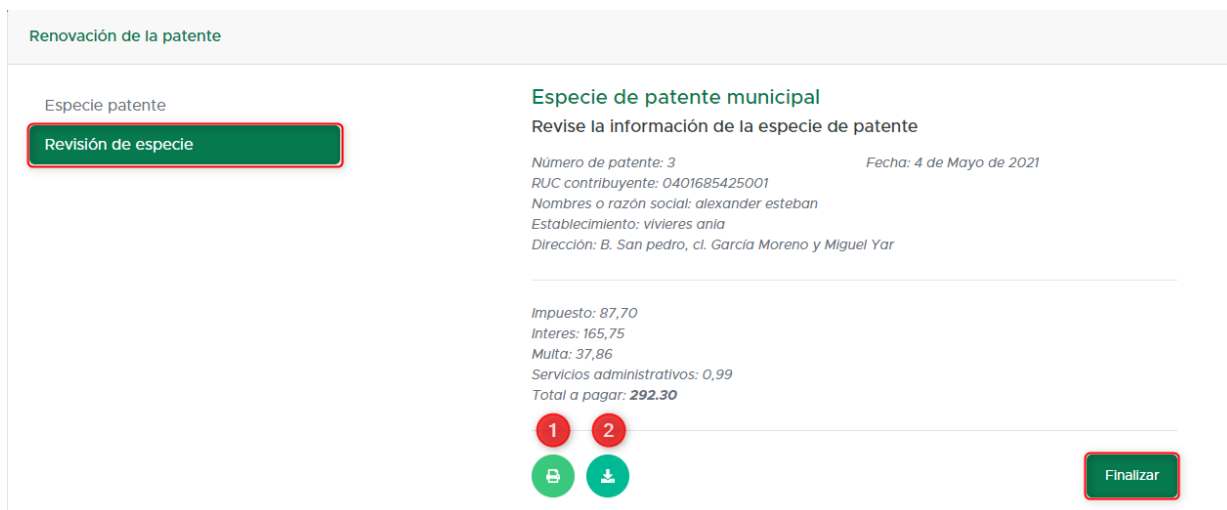 Renovación de la patente
Especie patente
Revisión de especie
Especie de patente municipal
Revise la información de la especie de patente
Número de patente: 3 Fecha: 4 de Mayo de 2021
RUC contribuyente: 0401685425001
Nombres o razón social: alexander esteban
Establecimiento: vivieres ania
Dirección: B. San pedro, cl. García Moreno y Miguel Yar
Impuesto: 87,70
Interes: 165,75
Multa: 37,86
Servicios administrativos: 0,99
Total a pagar: 292.30
1 2
Finalizar